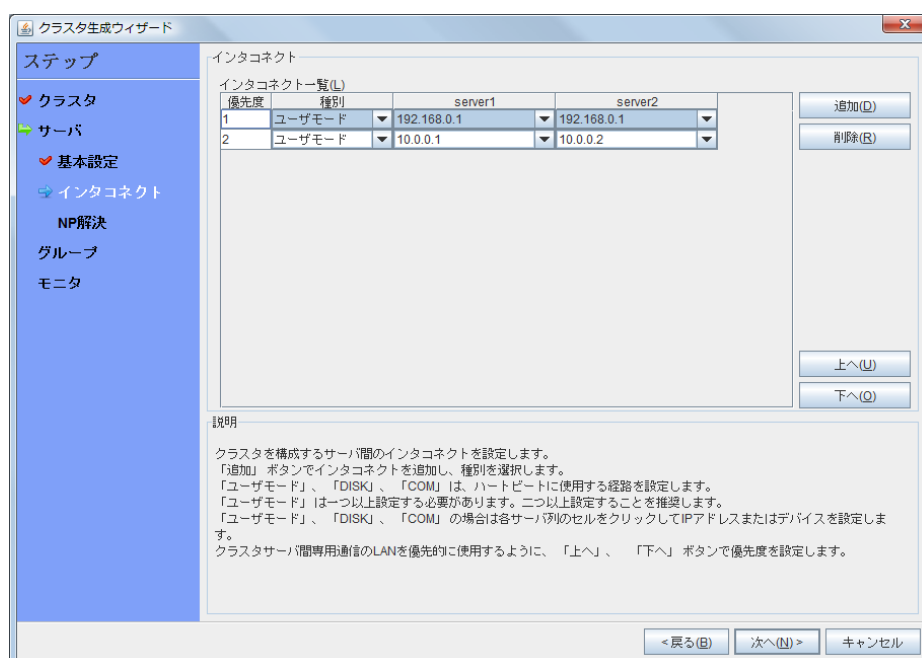 クラスタ生成ウィザード
ステップ
クラスタ
サーバ
基本設定
インタコネクト
NP解決
グループ
モニタ
インタコネクト
インタコネクト一覧(L)
優先度 種別 server1 server2
1 ユーザモード 192.168.0.1 192.168.0.1
2 ユーザモード 10.0.0.1 10.0.0.2
追加(D)
削除(R)
上へ(U)
下へ(O)
説明
クラスタを構成するサーバ間のインタコネクトを設定します。
「追加」 ボタンでインタコネクトを追加し、種別を選択します。
「ユーザモード」、 「DISK」、 「COM」 は、ハートビートに使用する経路を設定します。
「ユーザモード」 は一つ以上設定する必要があります。二つ以上設定することを推奨します。
「ユーザモード」、 「DISK」、 「COM」 の場合は各サーバ列のセルをクリックしてIPアドレスまたはデバイスを設定しま
す。
クラスタサーバ間専用通信のLANを優先的に使用するように、 「上へ」、 「下へ」 ボタンで優先度を設定します。
<戻る(B) 次へ(N)> キャンセル